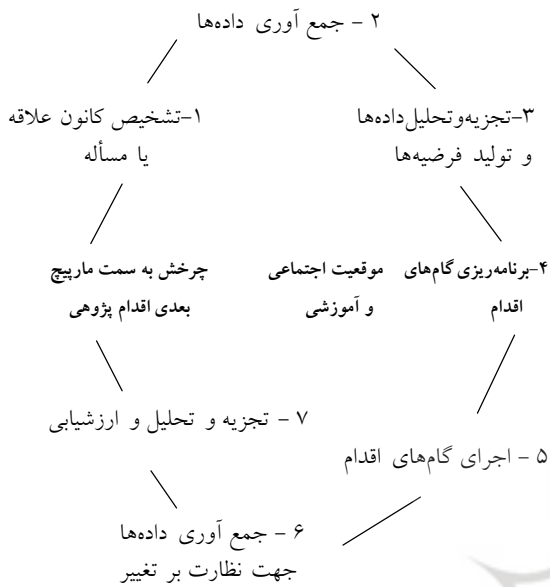 ۲ - جمع آوری داده‌ها
۳-تجزیه‌وتحلیل‌داده‌ها
و تولید فرضیه‌ها
۱-تشخیص کانون علاقه
یا مسأله
۴-برنامه‌ریزی گام‌های
اقدام
موقعیت اجتماعی
و آموزشی
چرخش به سمت مارپیچ
بعدی اقدام پژوهی
۵ - اجرای گام‌های اقدام
۷ - تجزیه و تحلیل و ارزشیابی
۶ - جمع آوری داده‌ها
جهت نظارت بر تغییر